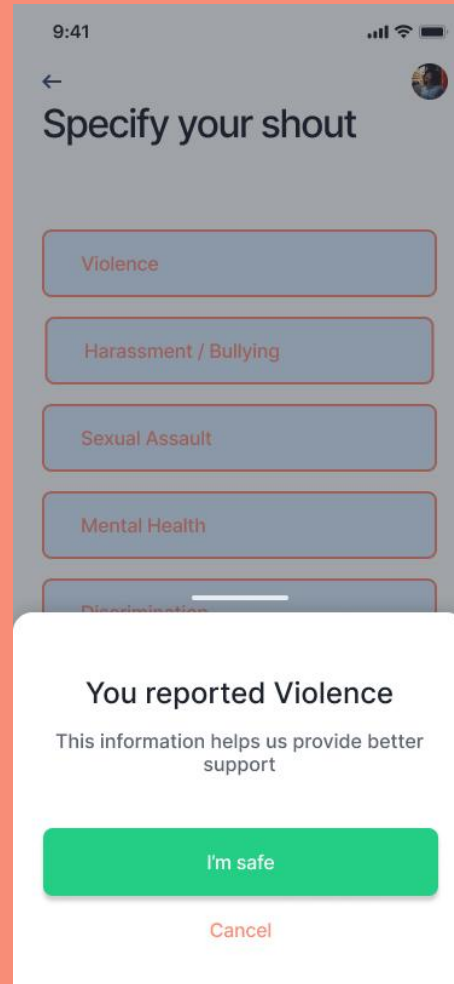 9:41
Specify your shout
Violence
Harassment / Bullying
Sexual Assault
Mental Health
Discrimination
You reported Violence
This information helps us provide better
support
I'm safe
Cancel